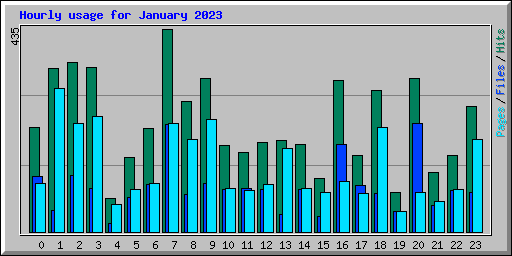 Hourly usage for January 2023
435
Pages/Files/Hits
0 1 2 3 4 5 6 7 8 9 10 11 12 13 14 15 16 17 18 19 20 21 22 23